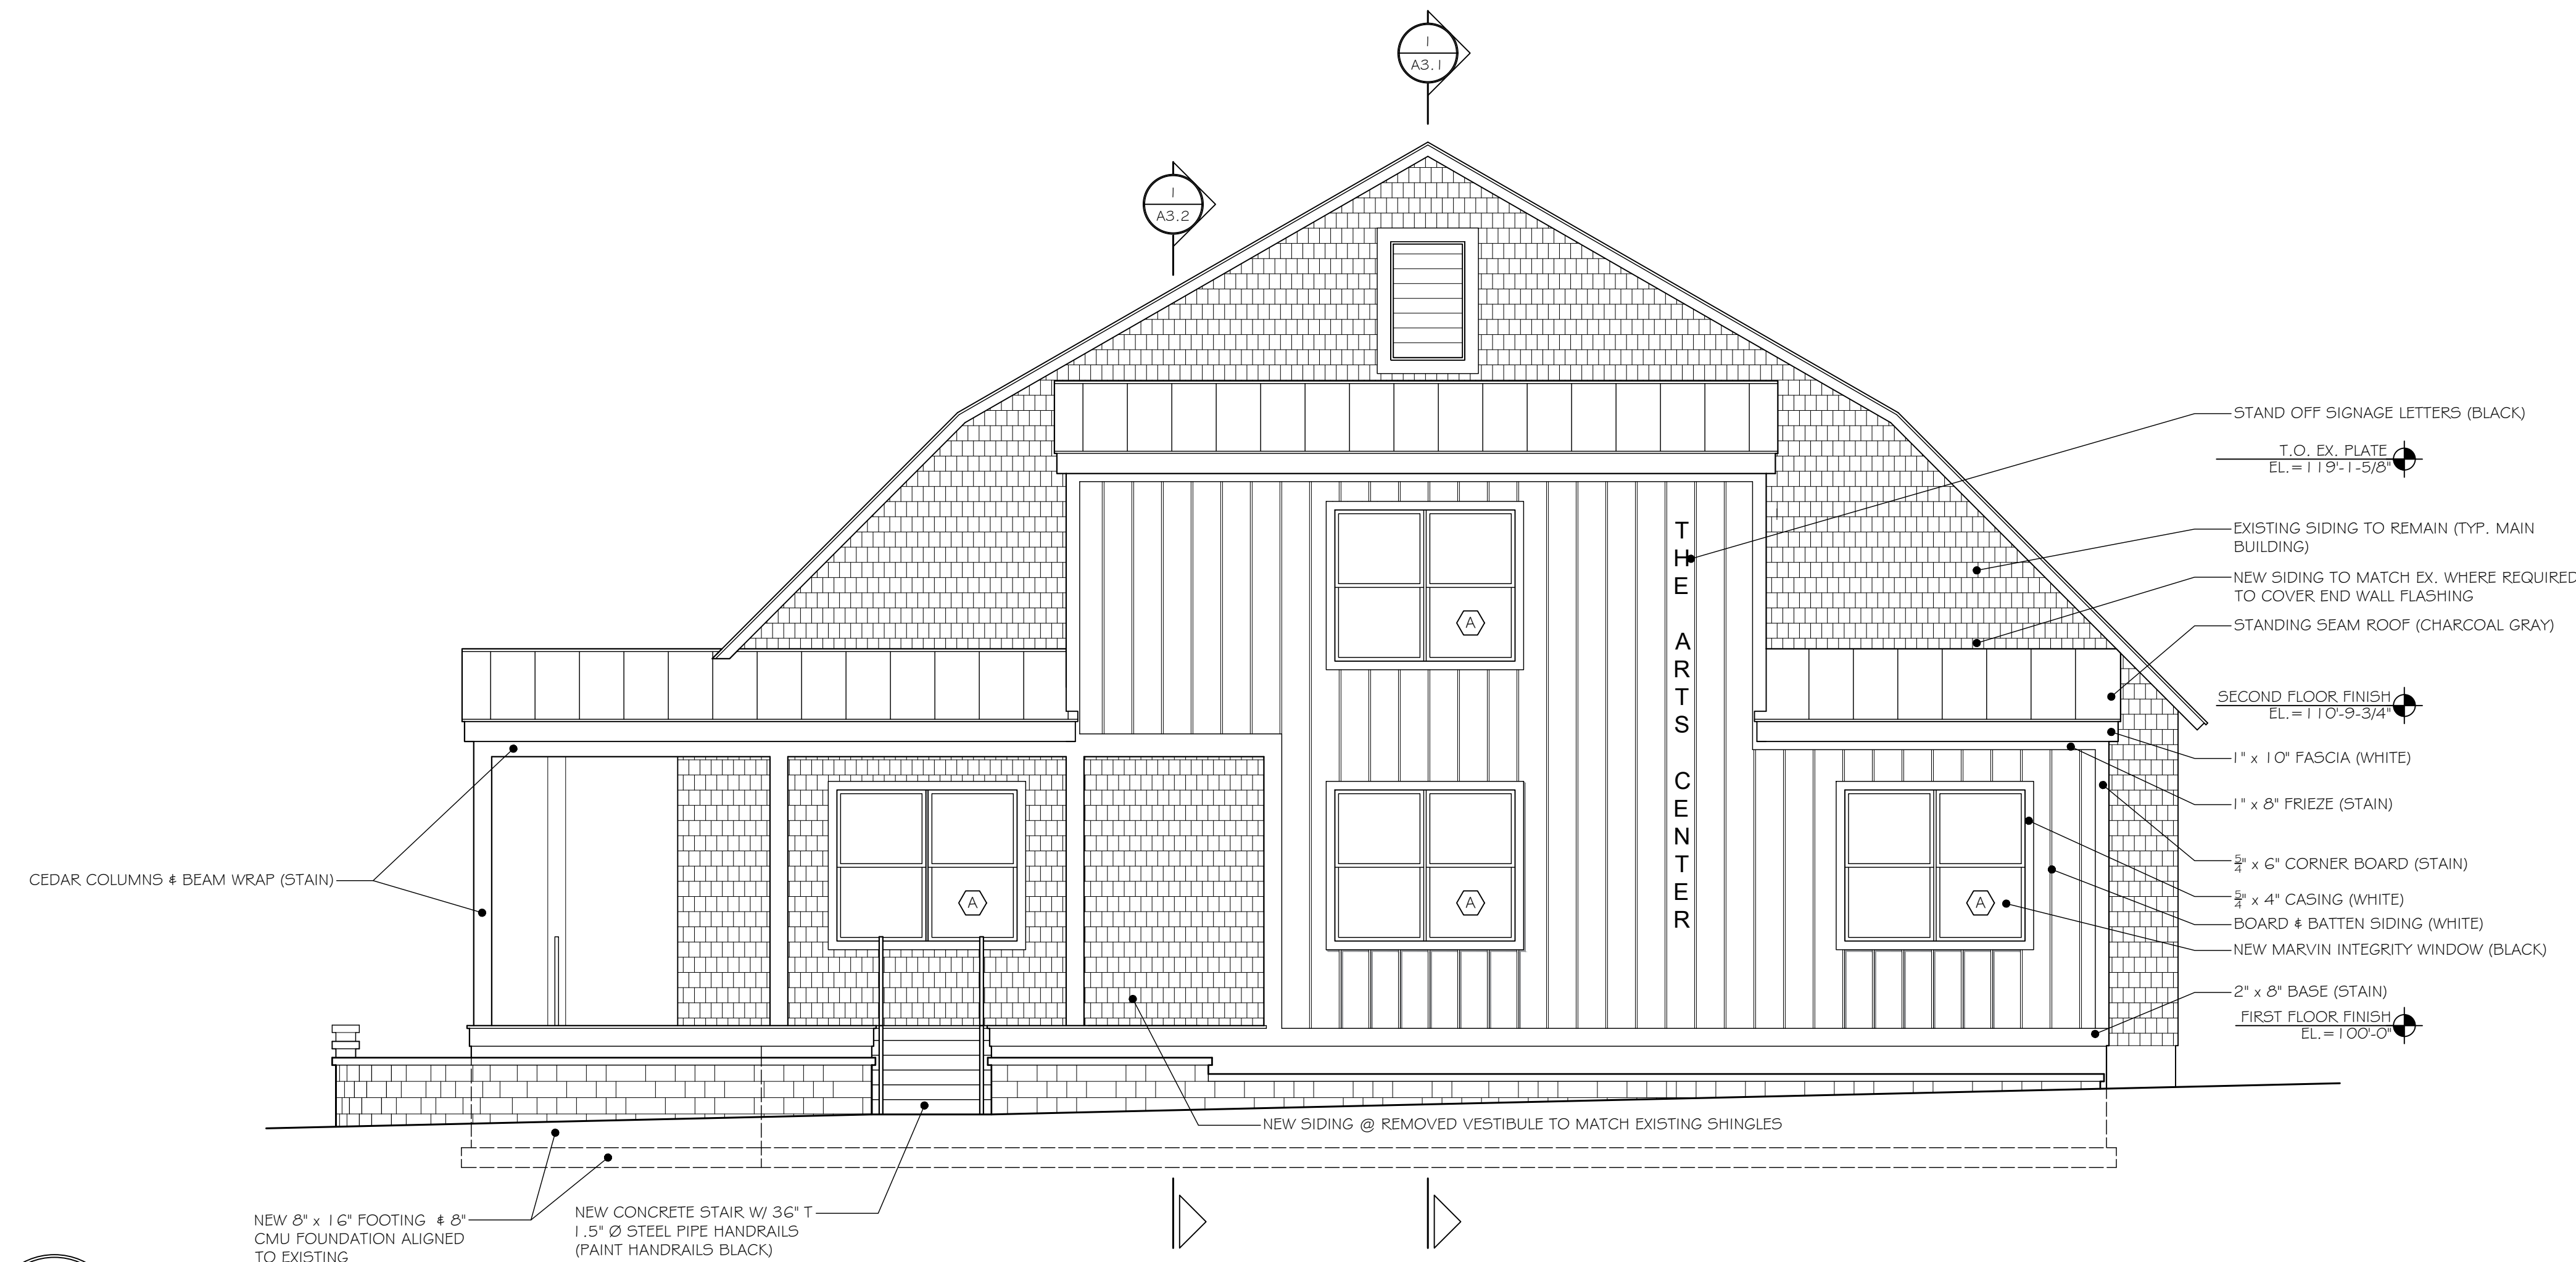 1
A3.1
1
A3.2
STAND OFF SIGNAGE LETTERS (BLACK)
T.O. EX. PLATE
EL.=119'-1-5/8"
EXISTING SIDING TO REMAIN (TYP. MAIN
BUILDING)
NEW SIDING TO MATCH EX. WHERE REQUIRED
TO COVER END WALL FLASHING
STANDING SEAM ROOF (CHARCOAL GRAY)
SECOND FLOOR FINISH
EL.=110'-9-3/4"
1" x 10" FASCIA (WHITE)
1" x 8" FRIEZE (STAIN)
5/4" x 6" CORNER BOARD (STAIN)
5/4" x 4" CASING (WHITE)
BOARD & BATTEN SIDING (WHITE)
NEW MARVIN INTEGRITY WINDOW (BLACK)
2" x 8" BASE (STAIN)
FIRST FLOOR FINISH
EL.=100'-0"
THE ARTS CENTER
A
A
A
A
CEDAR COLUMNS & BEAM WRAP (STAIN)
NEW SIDING @ REMOVED VESTIBULE TO MATCH EXISTING SHINGLES
NEW 8" x 16" FOOTING & 8"
CMU FOUNDATION ALIGNED
TO EXISTING
NEW CONCRETE STAIR W/ 36" T
1.5" Ø STEEL PIPE HANDRAILS
(PAINT HANDRAILS BLACK)